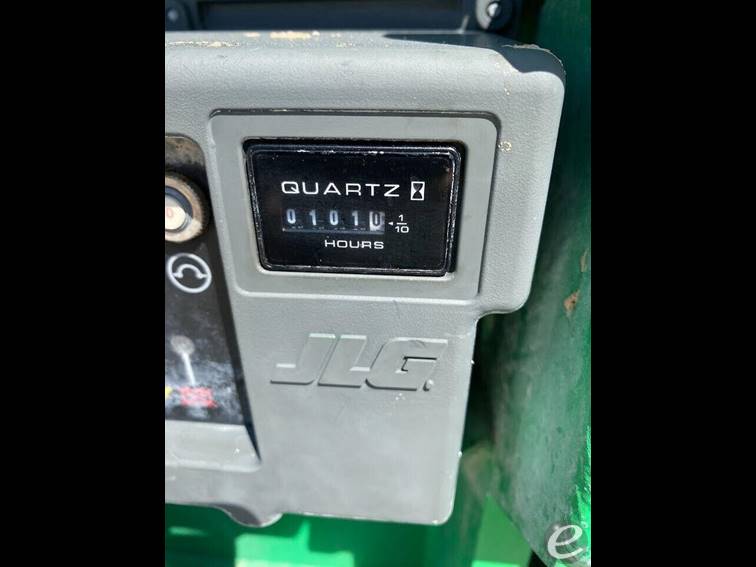 QUARTZ
01010 1/10
HOURS
JLG.
e